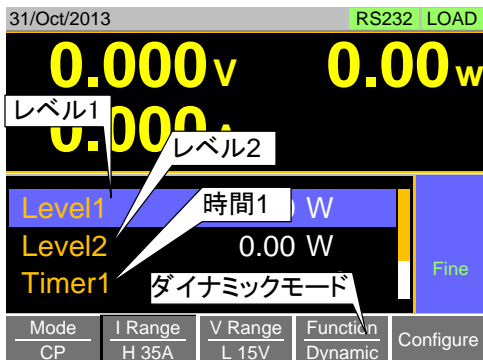 31/Oct/2013 RS232 LOAD
0.000 V 0.00 W
レベル1
0.000
レベル2
Level1 時間1 W
Level2 0.00 W
Timer1 ダイナミックモード Fine
Mode I Range V Range Function Configure
CP H 35A L 15V Dynamic